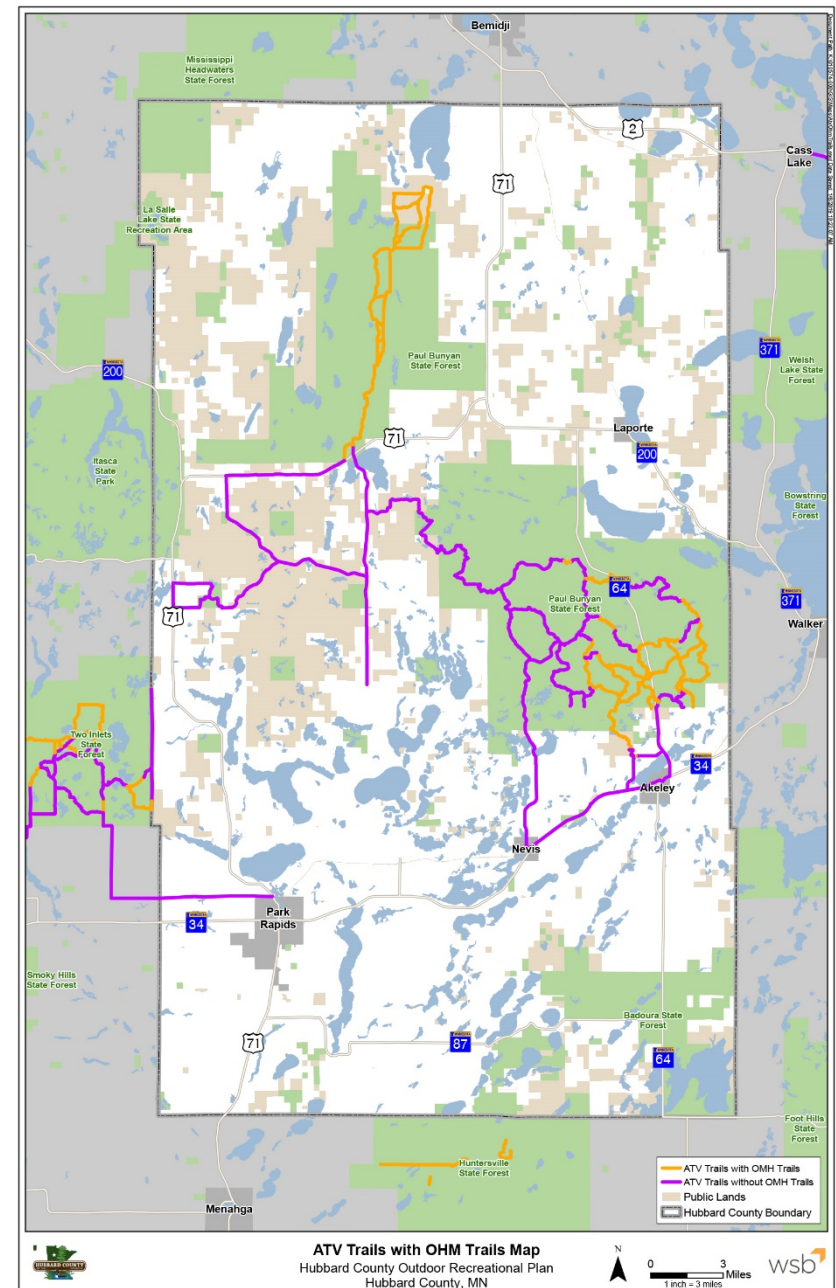 Bemidji
Mississippi
Headwaters
State Forest
2
Cass
Lake
71
La Salle
Lake State
Recreation Area
371
Paul Bunyan
State Forest
Welsh
Lake State
Forest
200
Laporte
71
200
Itasca
State
Park
Bowstring
State
Forest
Paul Bunyan
State Forest
64
371
71
Walker
Two Inlets
State
Forest
34
Akeley
Nevis
Park
Rapids
34
Smoky Hills
State Forest
Badoura State
Forest
71
87
64
Foot Hills
State
Forest
Huntersville
State Forest
Menahga
ATV Trails with OMH Trails
ATV Trails without OMH Trails
Public Lands
Hubbard County Boundary
HUBBARD COUNTY
ATV Trails with OHM Trails Map
Hubbard County Outdoor Recreational Plan
Hubbard County, MN
N
0 3
Miles
1 inch = 3 miles
wsb